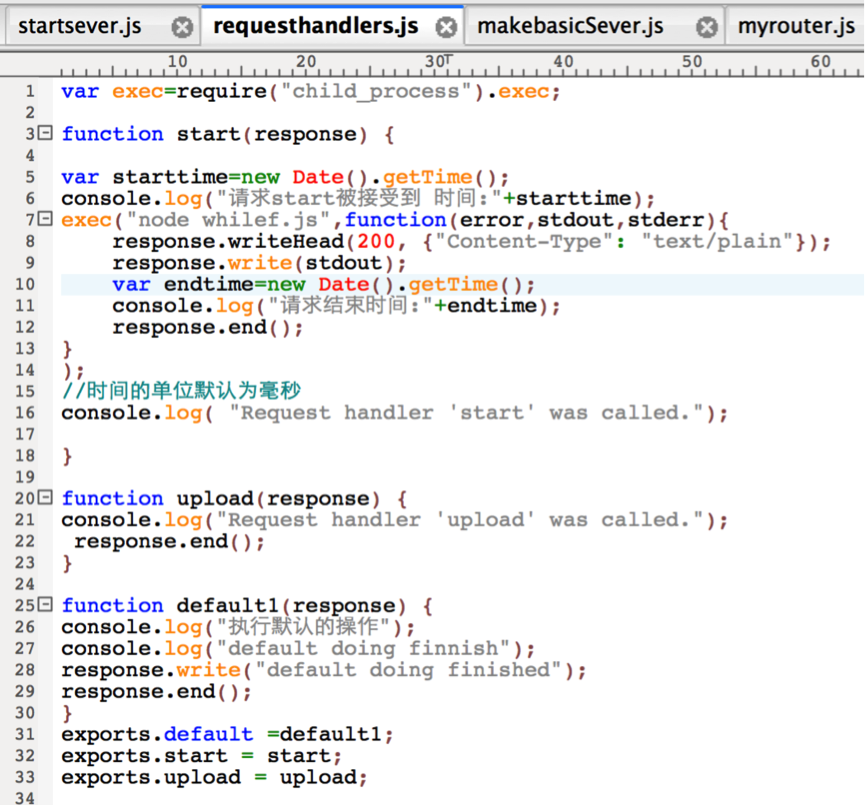 startsever.js requesthandlers.js makebasicSever.js myrouter.js
10 20 30 40 50 60
1 var exec=require("child_process").exec;
2
3 function start(response) {
4
5 var starttime=new Date().getTime();
6 console.log("请求start被接受到 时间:"+starttime);
7 exec("node whilef.js",function(error,stdout,stderr){
8     response.writeHead(200, {"Content-Type": "text/plain"});
9     response.write(stdout);
10     var endtime=new Date().getTime();
11     console.log("请求结束时间:"+endtime);
12     response.end();
13 }
14 );
15 //时间的单位默认为毫秒
16 console.log( "Request handler 'start' was called.");
17
18 }
19
20 function upload(response) {
21 console.log("Request handler 'upload' was called.");
22  response.end();
23 }
24
25 function default1(response) {
26 console.log("执行默认的操作");
27 console.log("default doing finnish");
28 response.write("default doing finished");
29 response.end();
30 }
31 exports.default =default1;
32 exports.start = start;
33 exports.upload = upload;
34